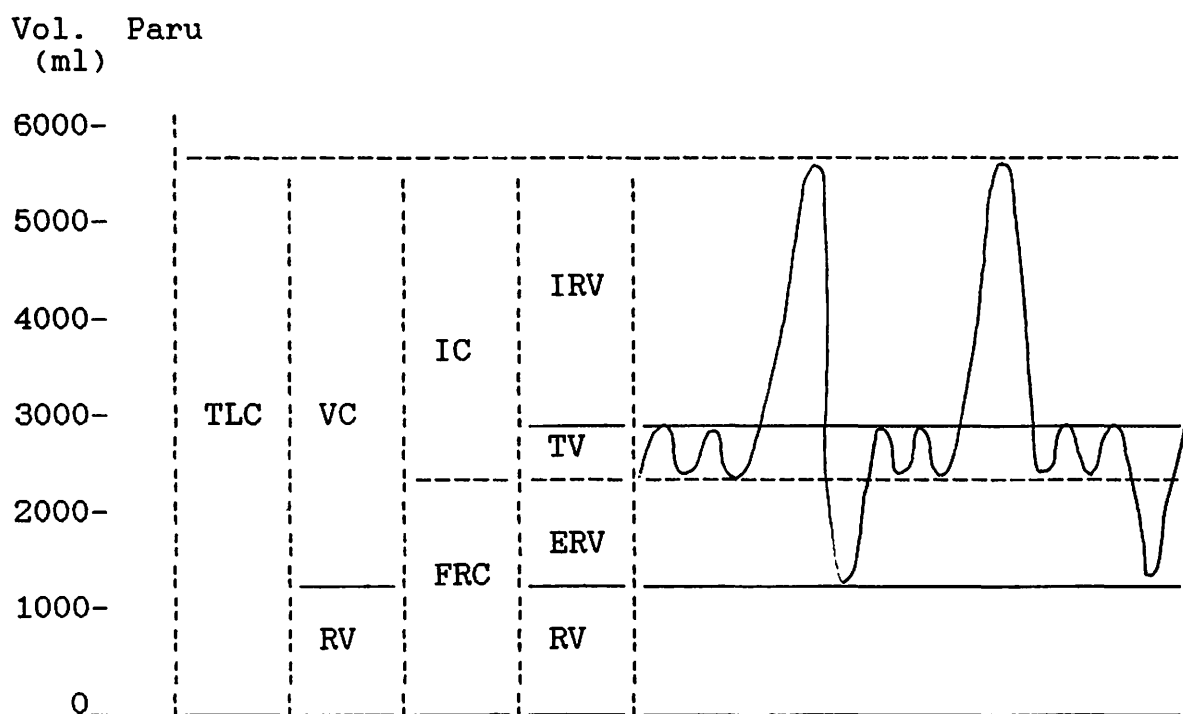 Vol. Paru
(ml)
6000-
5000-
IRV
4000-
IC
3000-
TLC VC
TV
2000-
ERV
FRC
1000-
RV RV
0